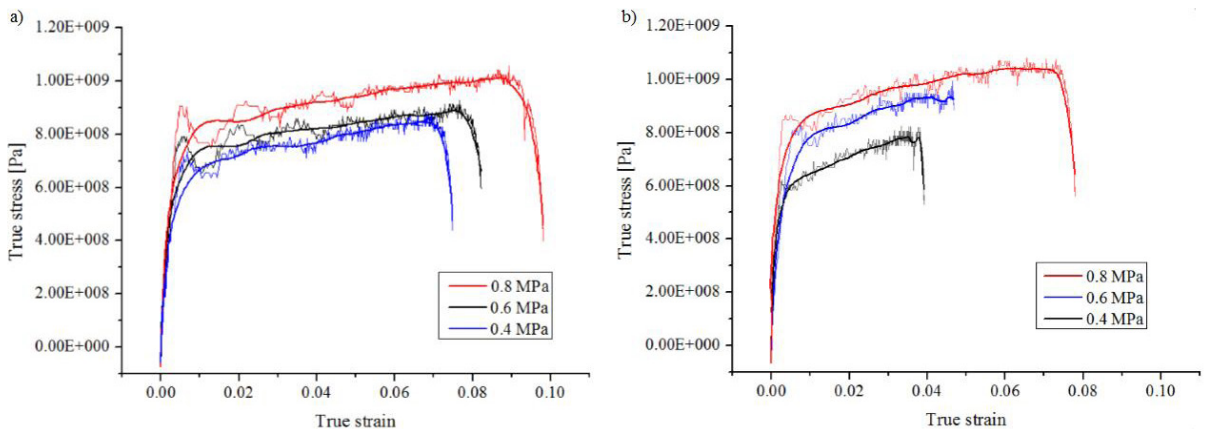 a)
True stress [Pa]
1.20E+009
1.00E+009
8.00E+008
6.00E+008
4.00E+008
2.00E+008
0.00E+000
0.8 MPa
0.6 MPa
0.4 MPa
0.00 0.02 0.04 0.06 0.08 0.10
True strain
b)
True stress [Pa]
1.20E+009
1.00E+009
8.00E+008
6.00E+008
4.00E+008
2.00E+008
0.00E+000
0.8 MPa
0.6 MPa
0.4 MPa
0.00 0.02 0.04 0.06 0.08 0.10
True strain